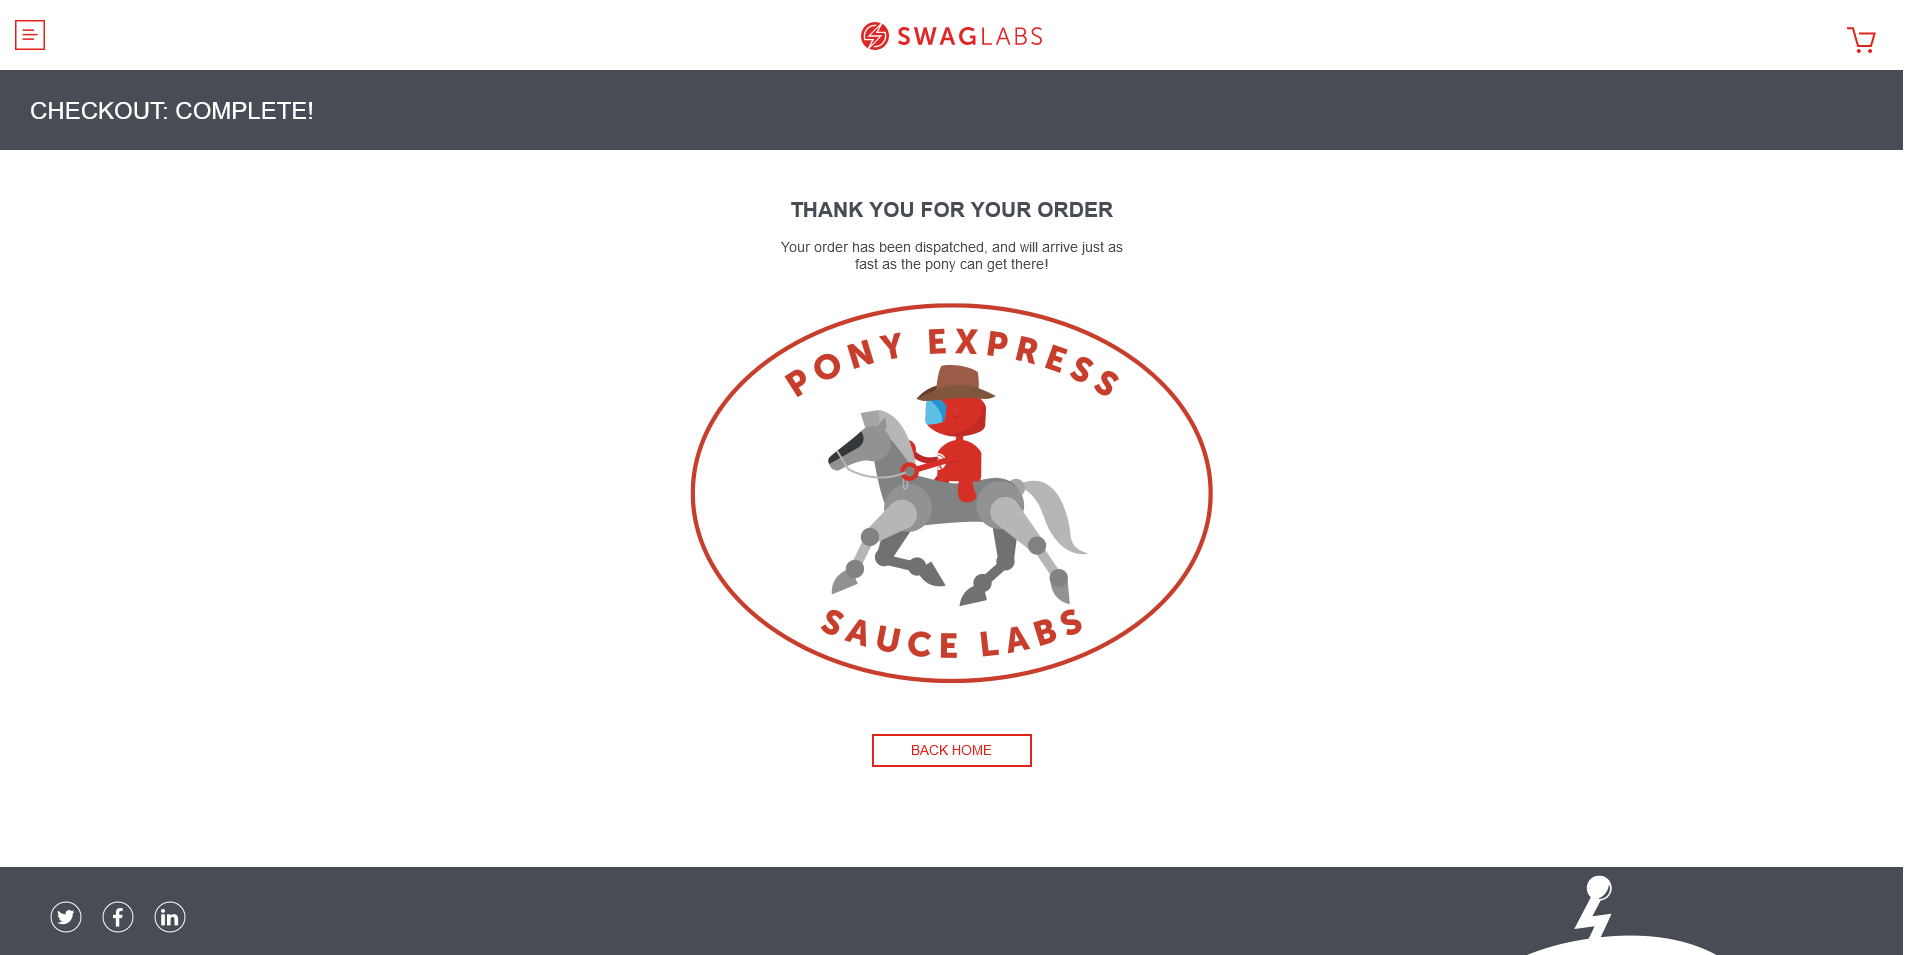 SWAGLABS
CHECKOUT: COMPLETE!
THANK YOU FOR YOUR ORDER
Your order has been dispatched, and will arrive just as
fast as the pony can get there!
PONY EXPRESS
SAUCE LABS
BACK HOME